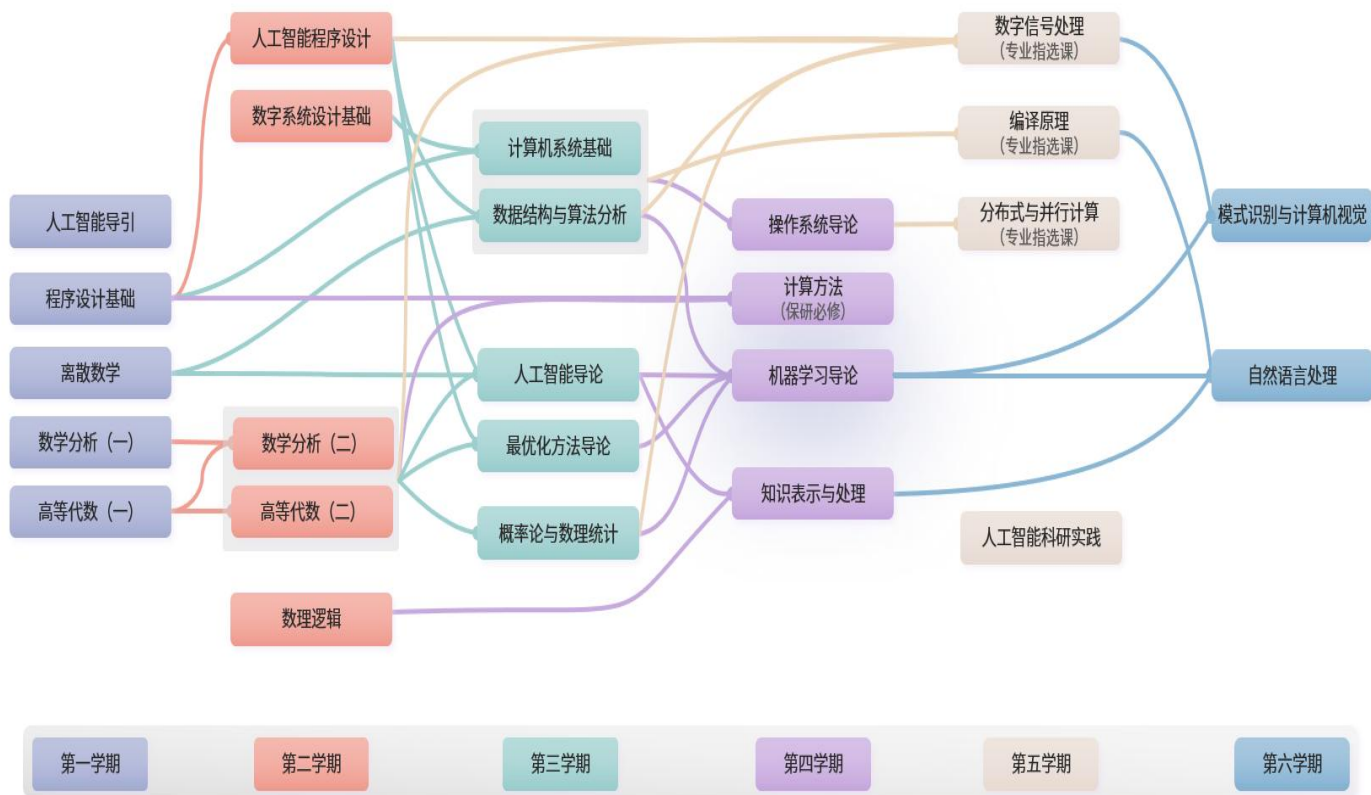 人工智能导引
程序设计基础
离散数学
数学分析（一）
高等代数（一）
人工智能程序设计
数字系统设计基础
数学分析（二）
高等代数（二）
数理逻辑
计算机系统基础
数据结构与算法分析
人工智能导论
最优化方法导论
概率论与数理统计
操作系统导论
计算方法
（保研必修）
机器学习导论
知识表示与处理
数字信号处理
（专业指选课）
编译原理
（专业指选课）
分布式与并行计算
（专业指选课）
人工智能科研实践
模式识别与计算机视觉
自然语言处理
第一学期
第二学期
第三学期
第四学期
第五学期
第六学期